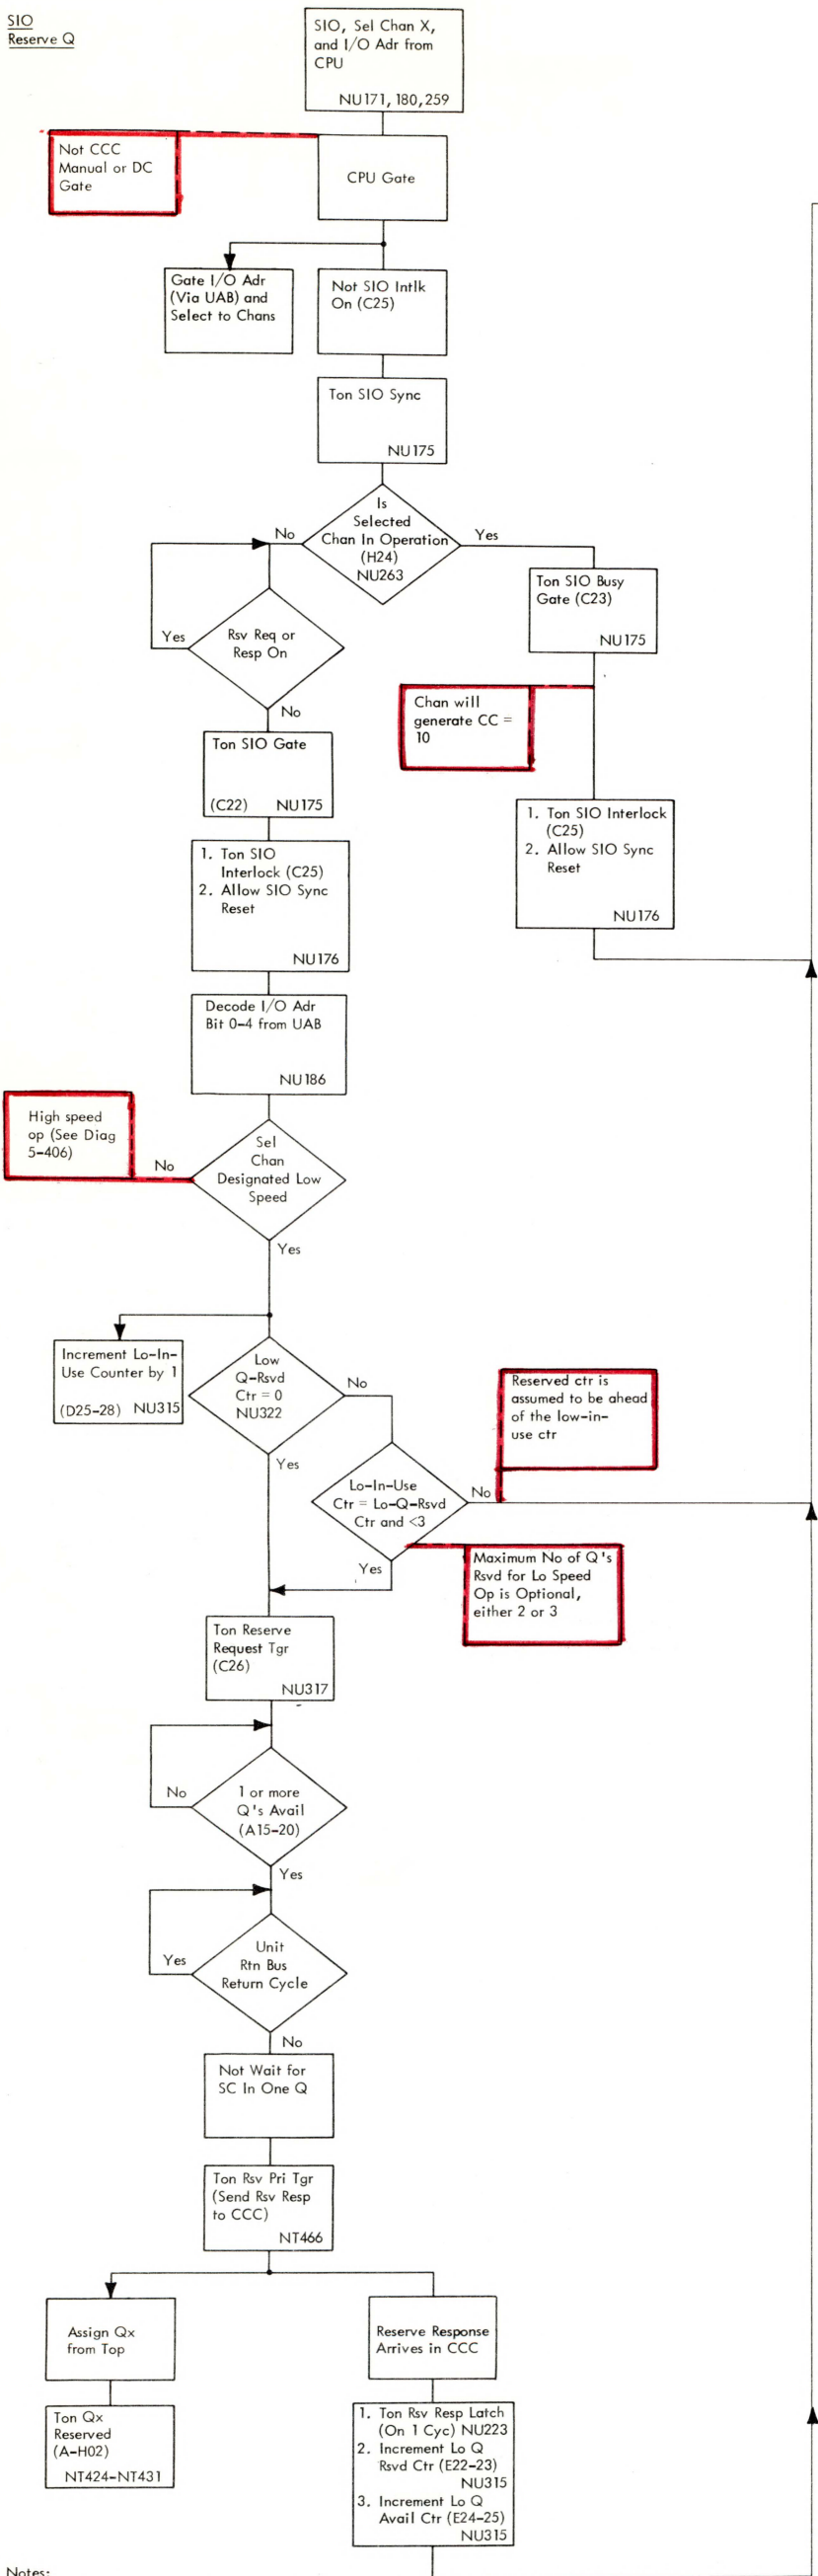 SIO
Reserve Q
SIO, Sel Chan X,
and I/O Adr from
CPU
NU171, 180, 259
Not CCC
Manual or DC
Gate
CPU Gate
Gate I/O Adr
(Via UAB) and
Select to Chans
Not SIO Intlk
On (C25)
Ton SIO Sync
NU175
Is
Selected
Chan In Operation
(H24)
NU263
No
Yes
Rsv Req or
Resp On
Yes
No
Ton SIO Busy
Gate (C23)
NU175
Chan will
generate CC =
10
Ton SIO Gate
(C22) NU175
1. Ton SIO Interlock
(C25)
2. Allow SIO Sync
Reset
NU176
1. Ton SIO
Interlock (C25)
2. Allow SIO Sync
Reset
NU176
Decode I/O Adr
Bit 0-4 from UAB
NU186
High speed
op (See Diag
5-406)
No
Sel
Chan
Designated Low
Speed
Yes
Increment Lo-In-
Use Counter by 1
(D25-28) NU315
Low
Q-Rsvd
Ctr = 0
NU322
No
Yes
Reserved ctr is
assumed to be ahead
of the low-in-
use ctr
Lo-In-Use
Ctr = Lo-Q-Rsvd
Ctr and <3
No
Yes
Maximum No of Q's
Rsvd for Lo Speed
Op is Optional,
either 2 or 3
Ton Reserve
Request Tgr
(C26)
NU317
1 or more
Q's Avail
(A15-20)
No
Yes
Unit
Rtn Bus
Return Cycle
Yes
No
Not Wait for
SC In One Q
Ton Rsv Pri Tgr
(Send Rsv Resp
to CCC)
NT466
Assign Qx
from Top
Reserve Response
Arrives in CCC
Ton Qx
Reserved
(A-H02)
NT424-NT431
1. Ton Rsv Resp Latch
(On 1 Cyc) NU223
2. Increment Lo Q
Rsvd Ctr (E22-23)
NU315
3. Increment Lo Q
Avail Ctr (E24-25)
NU315
Notes: